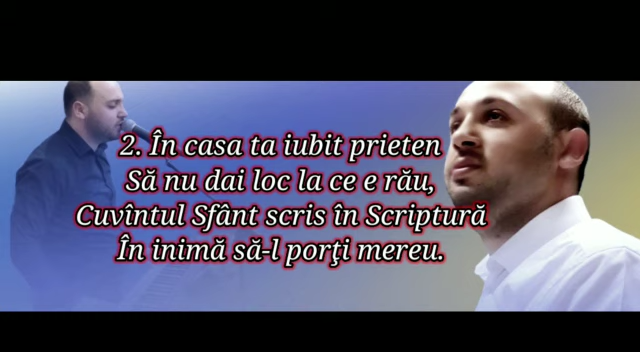 2. În casa ta iubit prieten
Să nu dai loc la ce e rău,
Cuvîntul Sfânt scris în Scriptură
În inimă să-l porţi mereu.